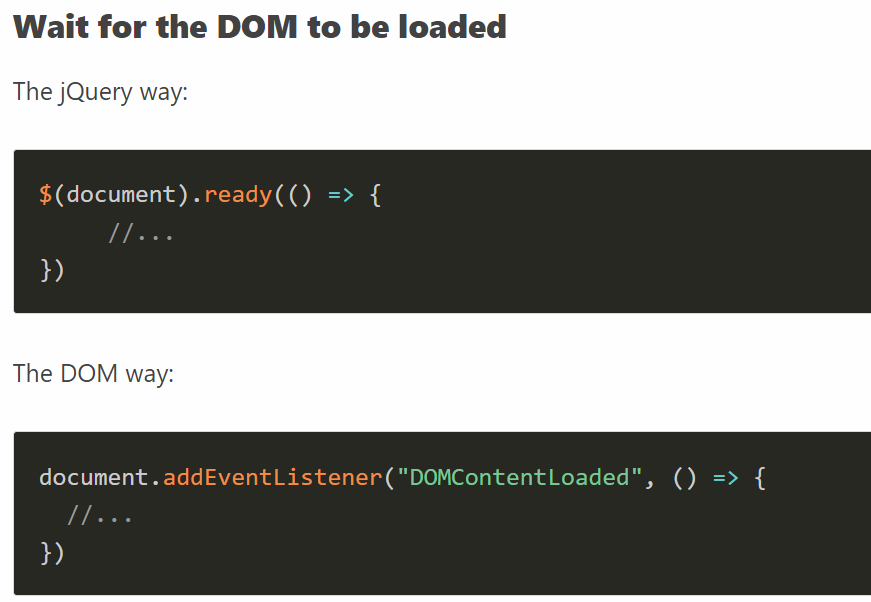 Wait for the DOM to be loaded
The jQuery way:
$(document).ready(() => {
//...
})
The DOM way:
document.addEventListener("DOMContentLoaded", () => {
//...
})